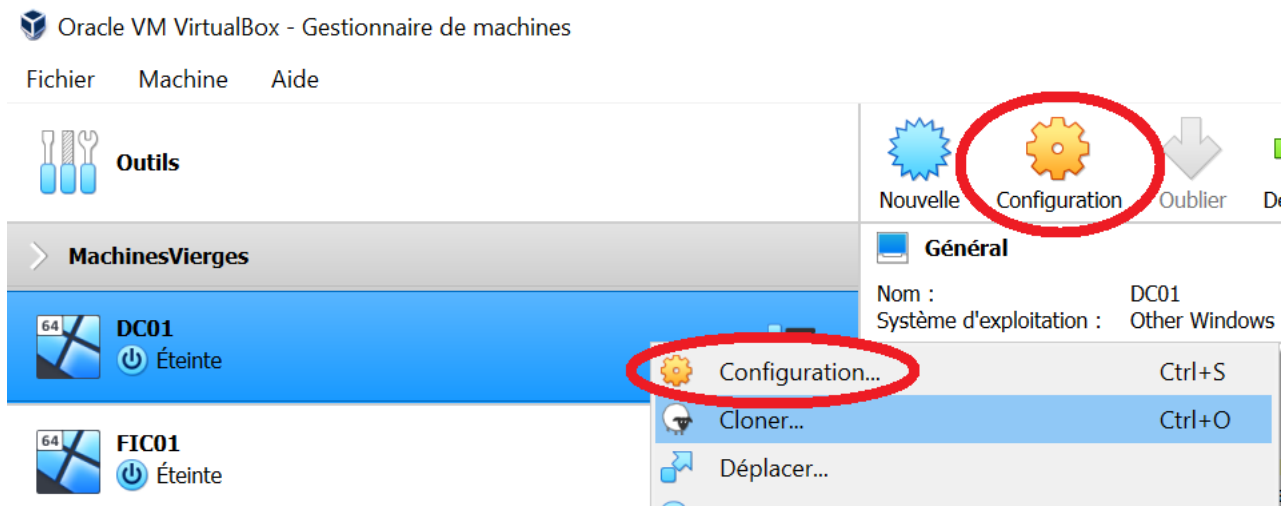 Oracle VM VirtualBox - Gestionnaire de machines
Fichier Machine Aide
Outils
Nouvelle Configuration Oublier
MachinesVierges
Général
Nom : DC01
Système d'exploitation : Other Windows
64 DC01
Éteinte
Configuration... Ctrl+S
Cloner... Ctrl+O
64 FIC01
Éteinte
Déplacer...